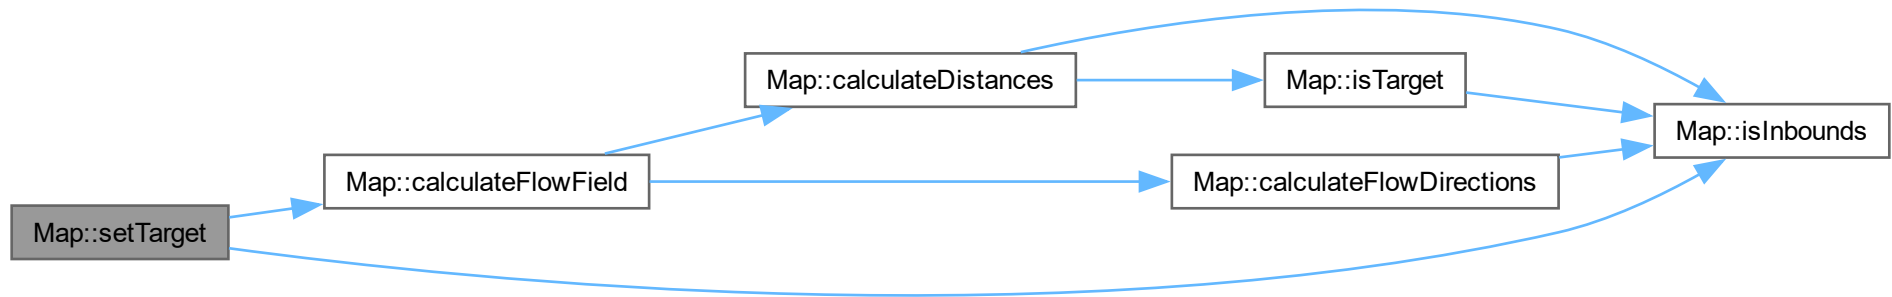 Map::setTarget
Map::calculateFlowField
Map::calculateDistances
Map::isTarget
Map::calculateFlowDirections
Map::isInbounds